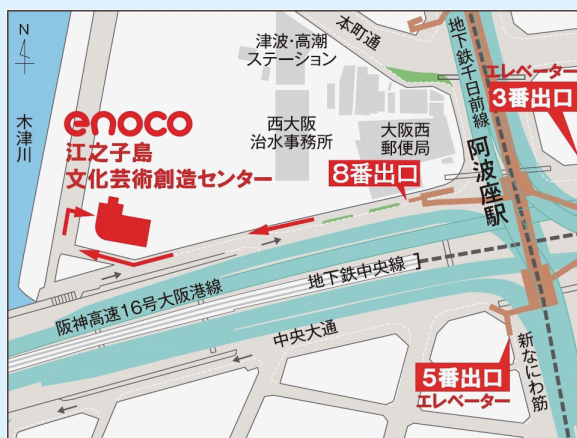 N
木津川
enoco
江之子島
文化芸術創造センター
津波・高潮
ステーション
西大阪
治水事務所
本町通
大阪西
郵便局
8番出口
地下鉄千日前線
阿波座駅
エレベーター
3番出口
阪神高速16号大阪港線
地下鉄中央線
中央大通
5番出口
エレベーター
新なにわ筋